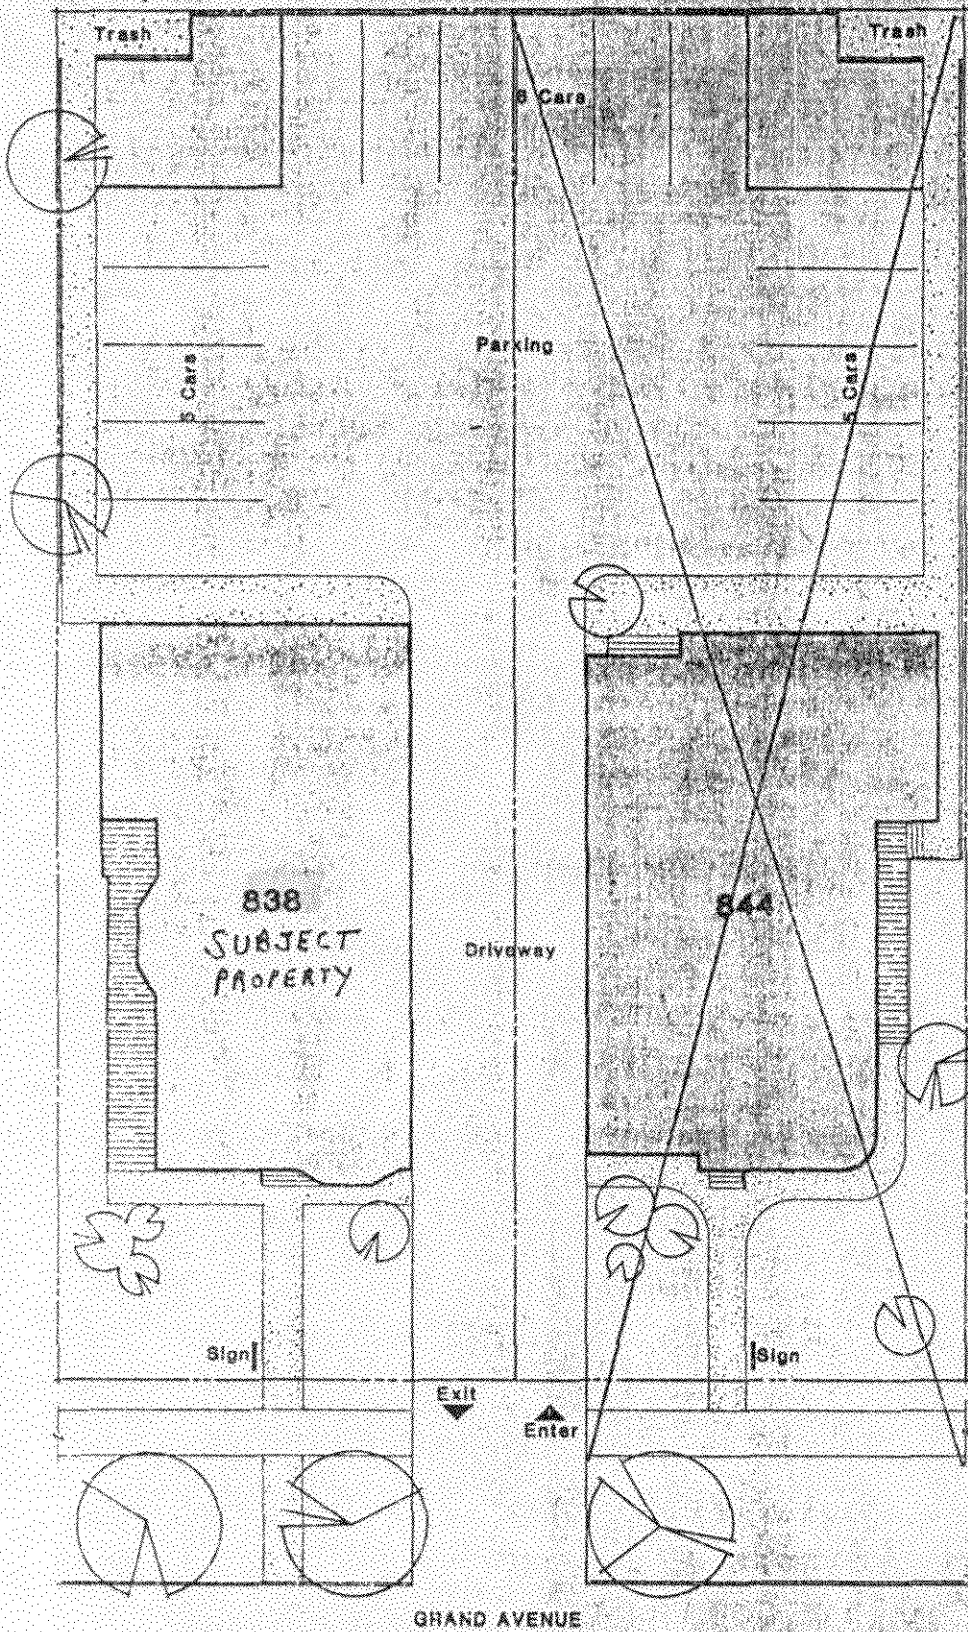 Trash
Trash
6 Cars
Parking
5 Cars
5 Cars
838
SUBJECT
PROPERTY
844
Driveway
Sign
Sign
Exit
Enter
GRAND AVENUE